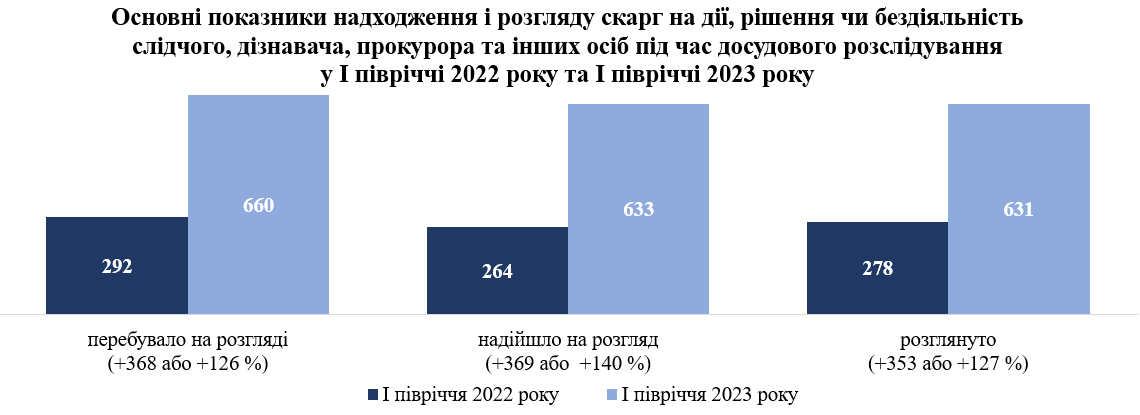 Основні показники надходження і розгляду скарг на дії, рішення чи бездіяльність
слідчого, дізнавача, прокурора та інших осіб під час досудового розслідування
у І півріччі 2022 року та І півріччі 2023 року
292
660
264
633
278
631
перебувало на розгляді
(+368 або +126 %)
надійшло на розгляд
(+369 або  +140 %)
розглянуто
(+353 або +127 %)
І півріччя 2022 року
І півріччя 2023 року